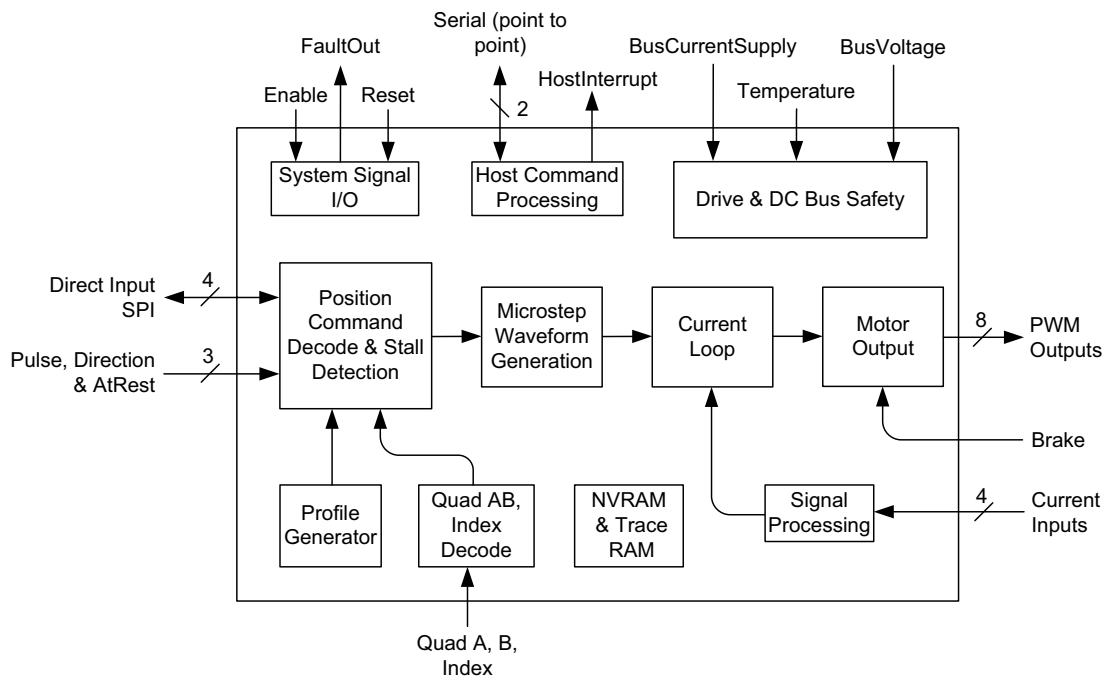 Serial (point to
point)
FaultOut
BusCurrentSupply
BusVoltage
HostInterrupt
Enable
Reset
2
Temperature
System Signal
I/O
Host Command
Processing
Drive & DC Bus Safety
Direct Input
SPI
4
Pulse, Direction
& AtRest
3
Position
Command
Decode & Stall
Detection
Microstep
Waveform
Generation
Current
Loop
Motor
Output
8
PWM
Outputs
Brake
Profile
Generator
Quad AB,
Index
Decode
NVRAM
& Trace
RAM
Signal
Processing
4
Current
Inputs
Quad A, B,
Index